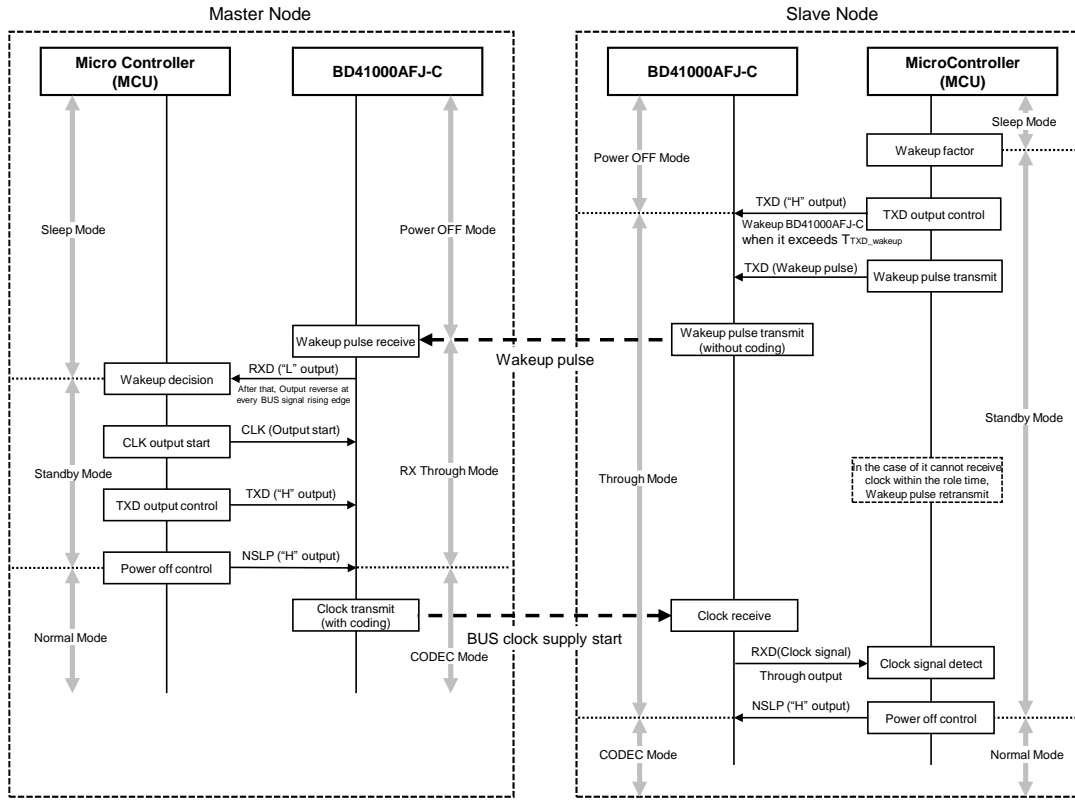 Master Node
Slave Node
Micro Controller
(MCU)
BD41000AFJ-C
BD41000AFJ-C
MicroController
(MCU)
Sleep Mode
Wakeup factor
Power OFF Mode
TXD (“H” output)
TXD output control
Wakeup BD41000AFJ-C
when it exceeds TTXD_wakeup
Sleep Mode
Power OFF Mode
TXD (Wakeup pulse)
Wakeup pulse transmit
Wakeup pulse receive
Wakeup pulse transmit
(without coding)
Wakeup pulse
RXD (“L” output)
Wakeup decision
After that, Output reverse at
every BUS signal rising edge
Standby Mode
CLK output start
CLK (Output start)
Standby Mode
RX Through Mode
Through Mode
In the case of it cannot receive
clock within the role time,
Wakeup pulse retransmit
TXD output control
TXD (“H” output)
Power off control
NSLP (“H” output)
Clock transmit
(with coding)
Clock receive
Normal Mode
BUS clock supply start
CODEC Mode
RXD(Clock signal)
Through output
Clock signal detect
NSLP (“H” output)
Power off control
CODEC Mode
Normal Mode